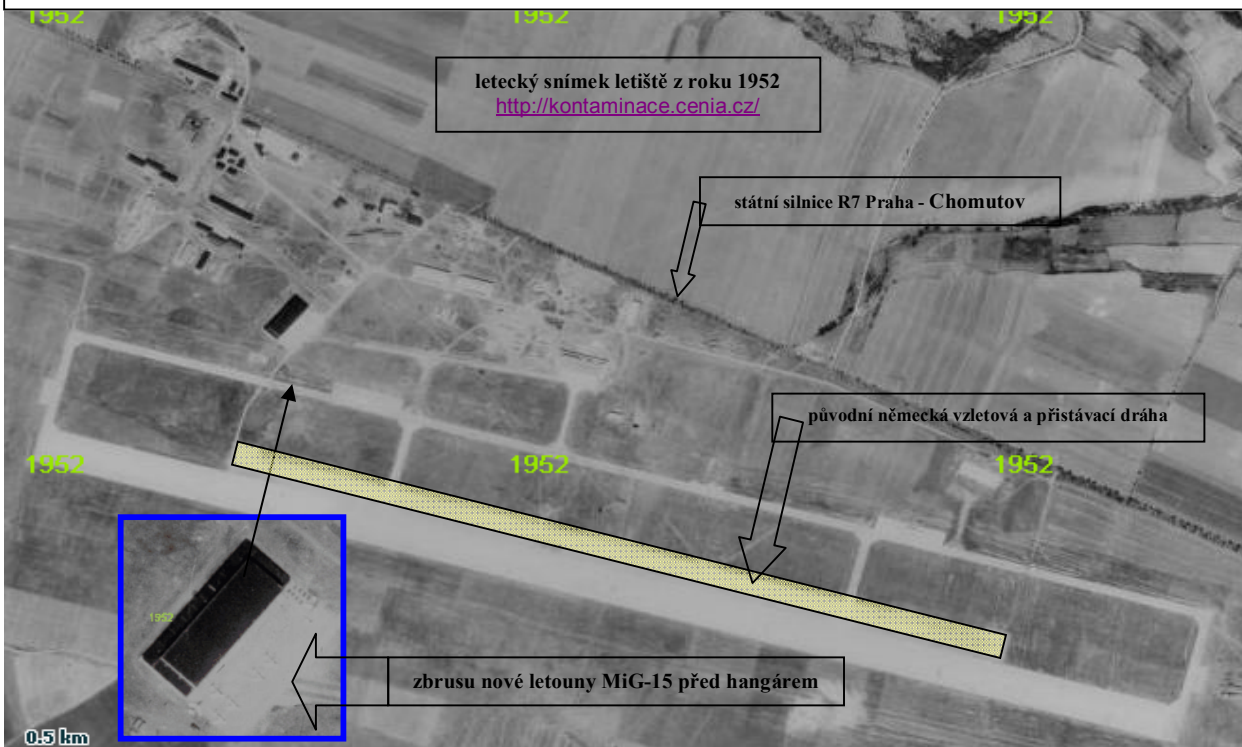 1952
1952
1952
letecký snímek letiště z roku 1952
http://kontaminace.cenia.cz/
státní silnice R7 Praha - Chomutov
původní německá vzletová a přistávací dráha
1952
1952
1952
1952
zbrusu nové letouny MiG-15 před hangárem
0.5 km